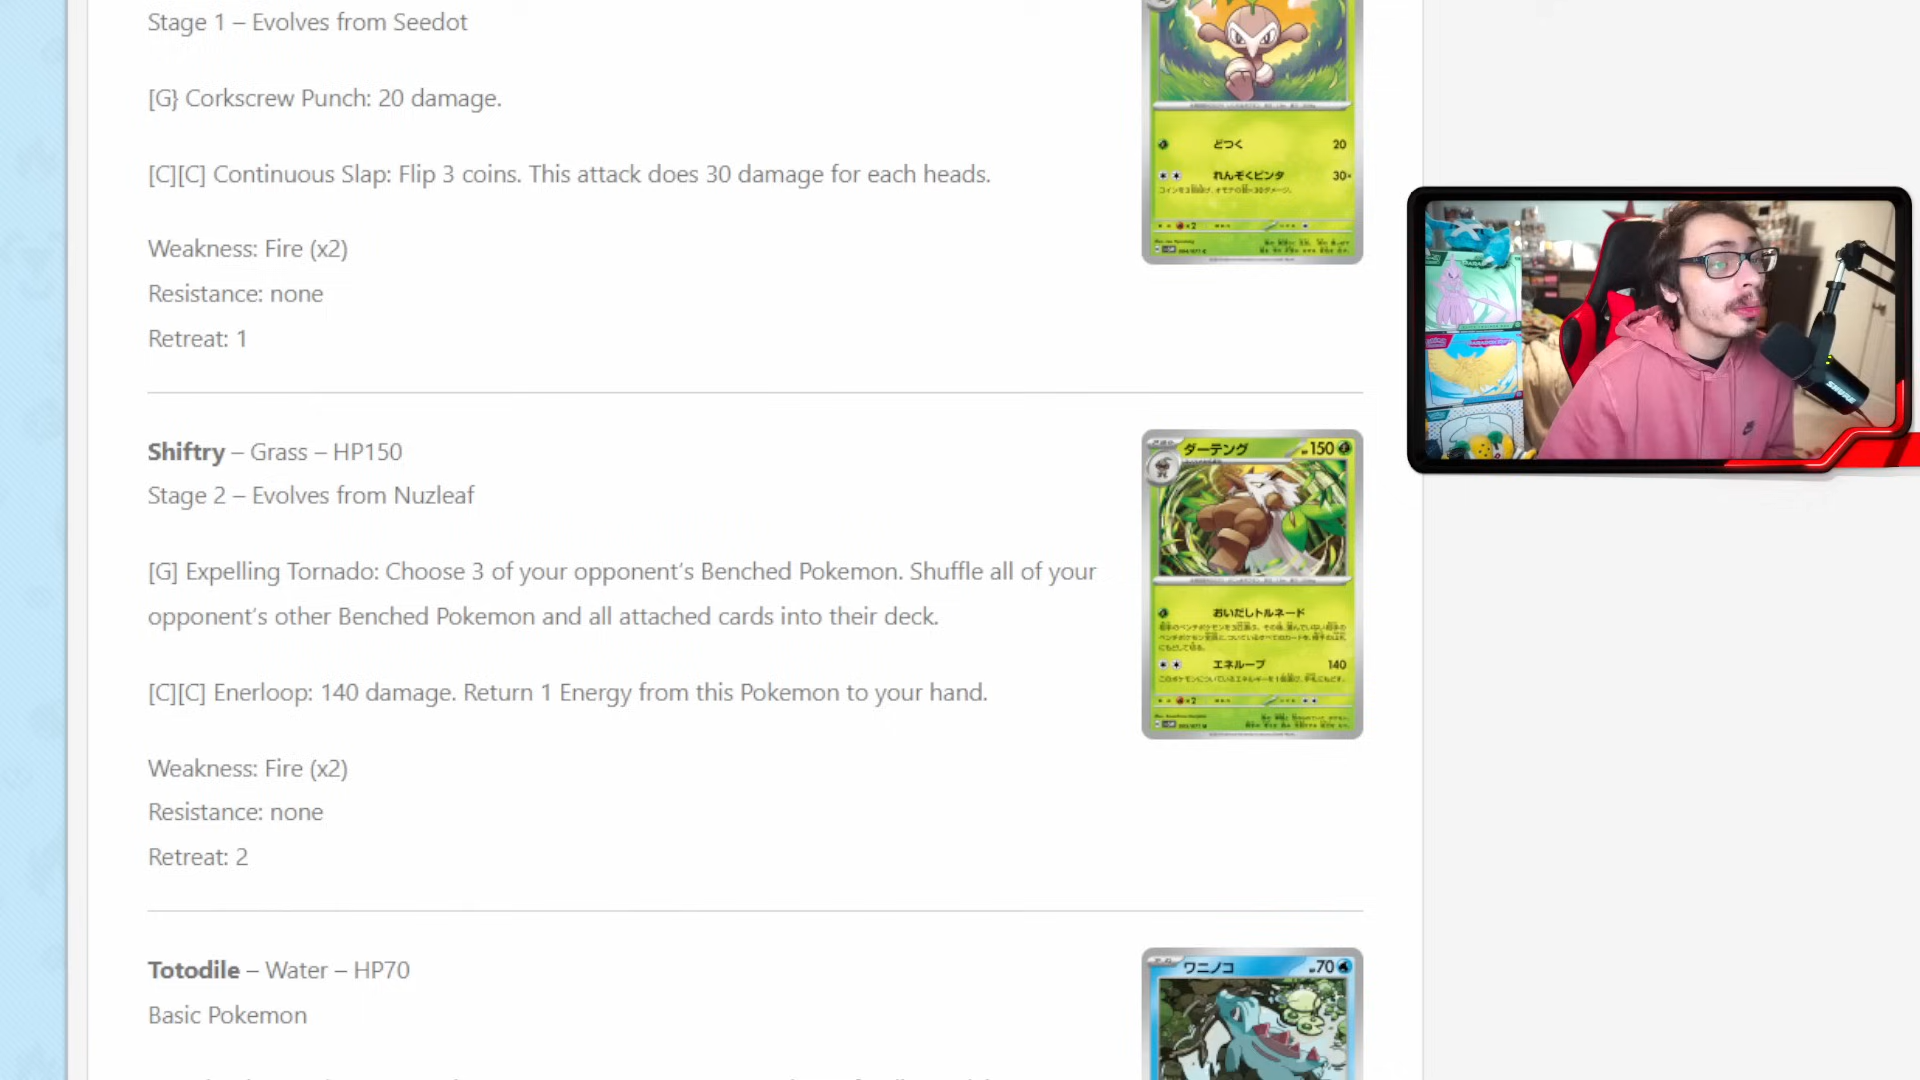 Stage 1 – Evolves from Seedot
[G} Corkscrew Punch: 20 damage.
[C][C] Continuous Slap: Flip 3 coins. This attack does 30 damage for each heads.
Weakness: Fire (x2)
Resistance: none
Retreat: 1
どつく 20
れんぞくビンタ 30×
Shiftry – Grass – HP150
Stage 2 – Evolves from Nuzleaf
[G] Expelling Tornado: Choose 3 of your opponent’s Benched Pokemon. Shuffle all of your
opponent’s other Benched Pokemon and all attached cards into their deck.
[C][C] Enerloop: 140 damage. Return 1 Energy from this Pokemon to your hand.
Weakness: Fire (x2)
Resistance: none
Retreat: 2
ダーテング 150
おいだしトルネード
エネループ 140
SHURE
Totodile – Water – HP70
Basic Pokemon
ワニノコ 70